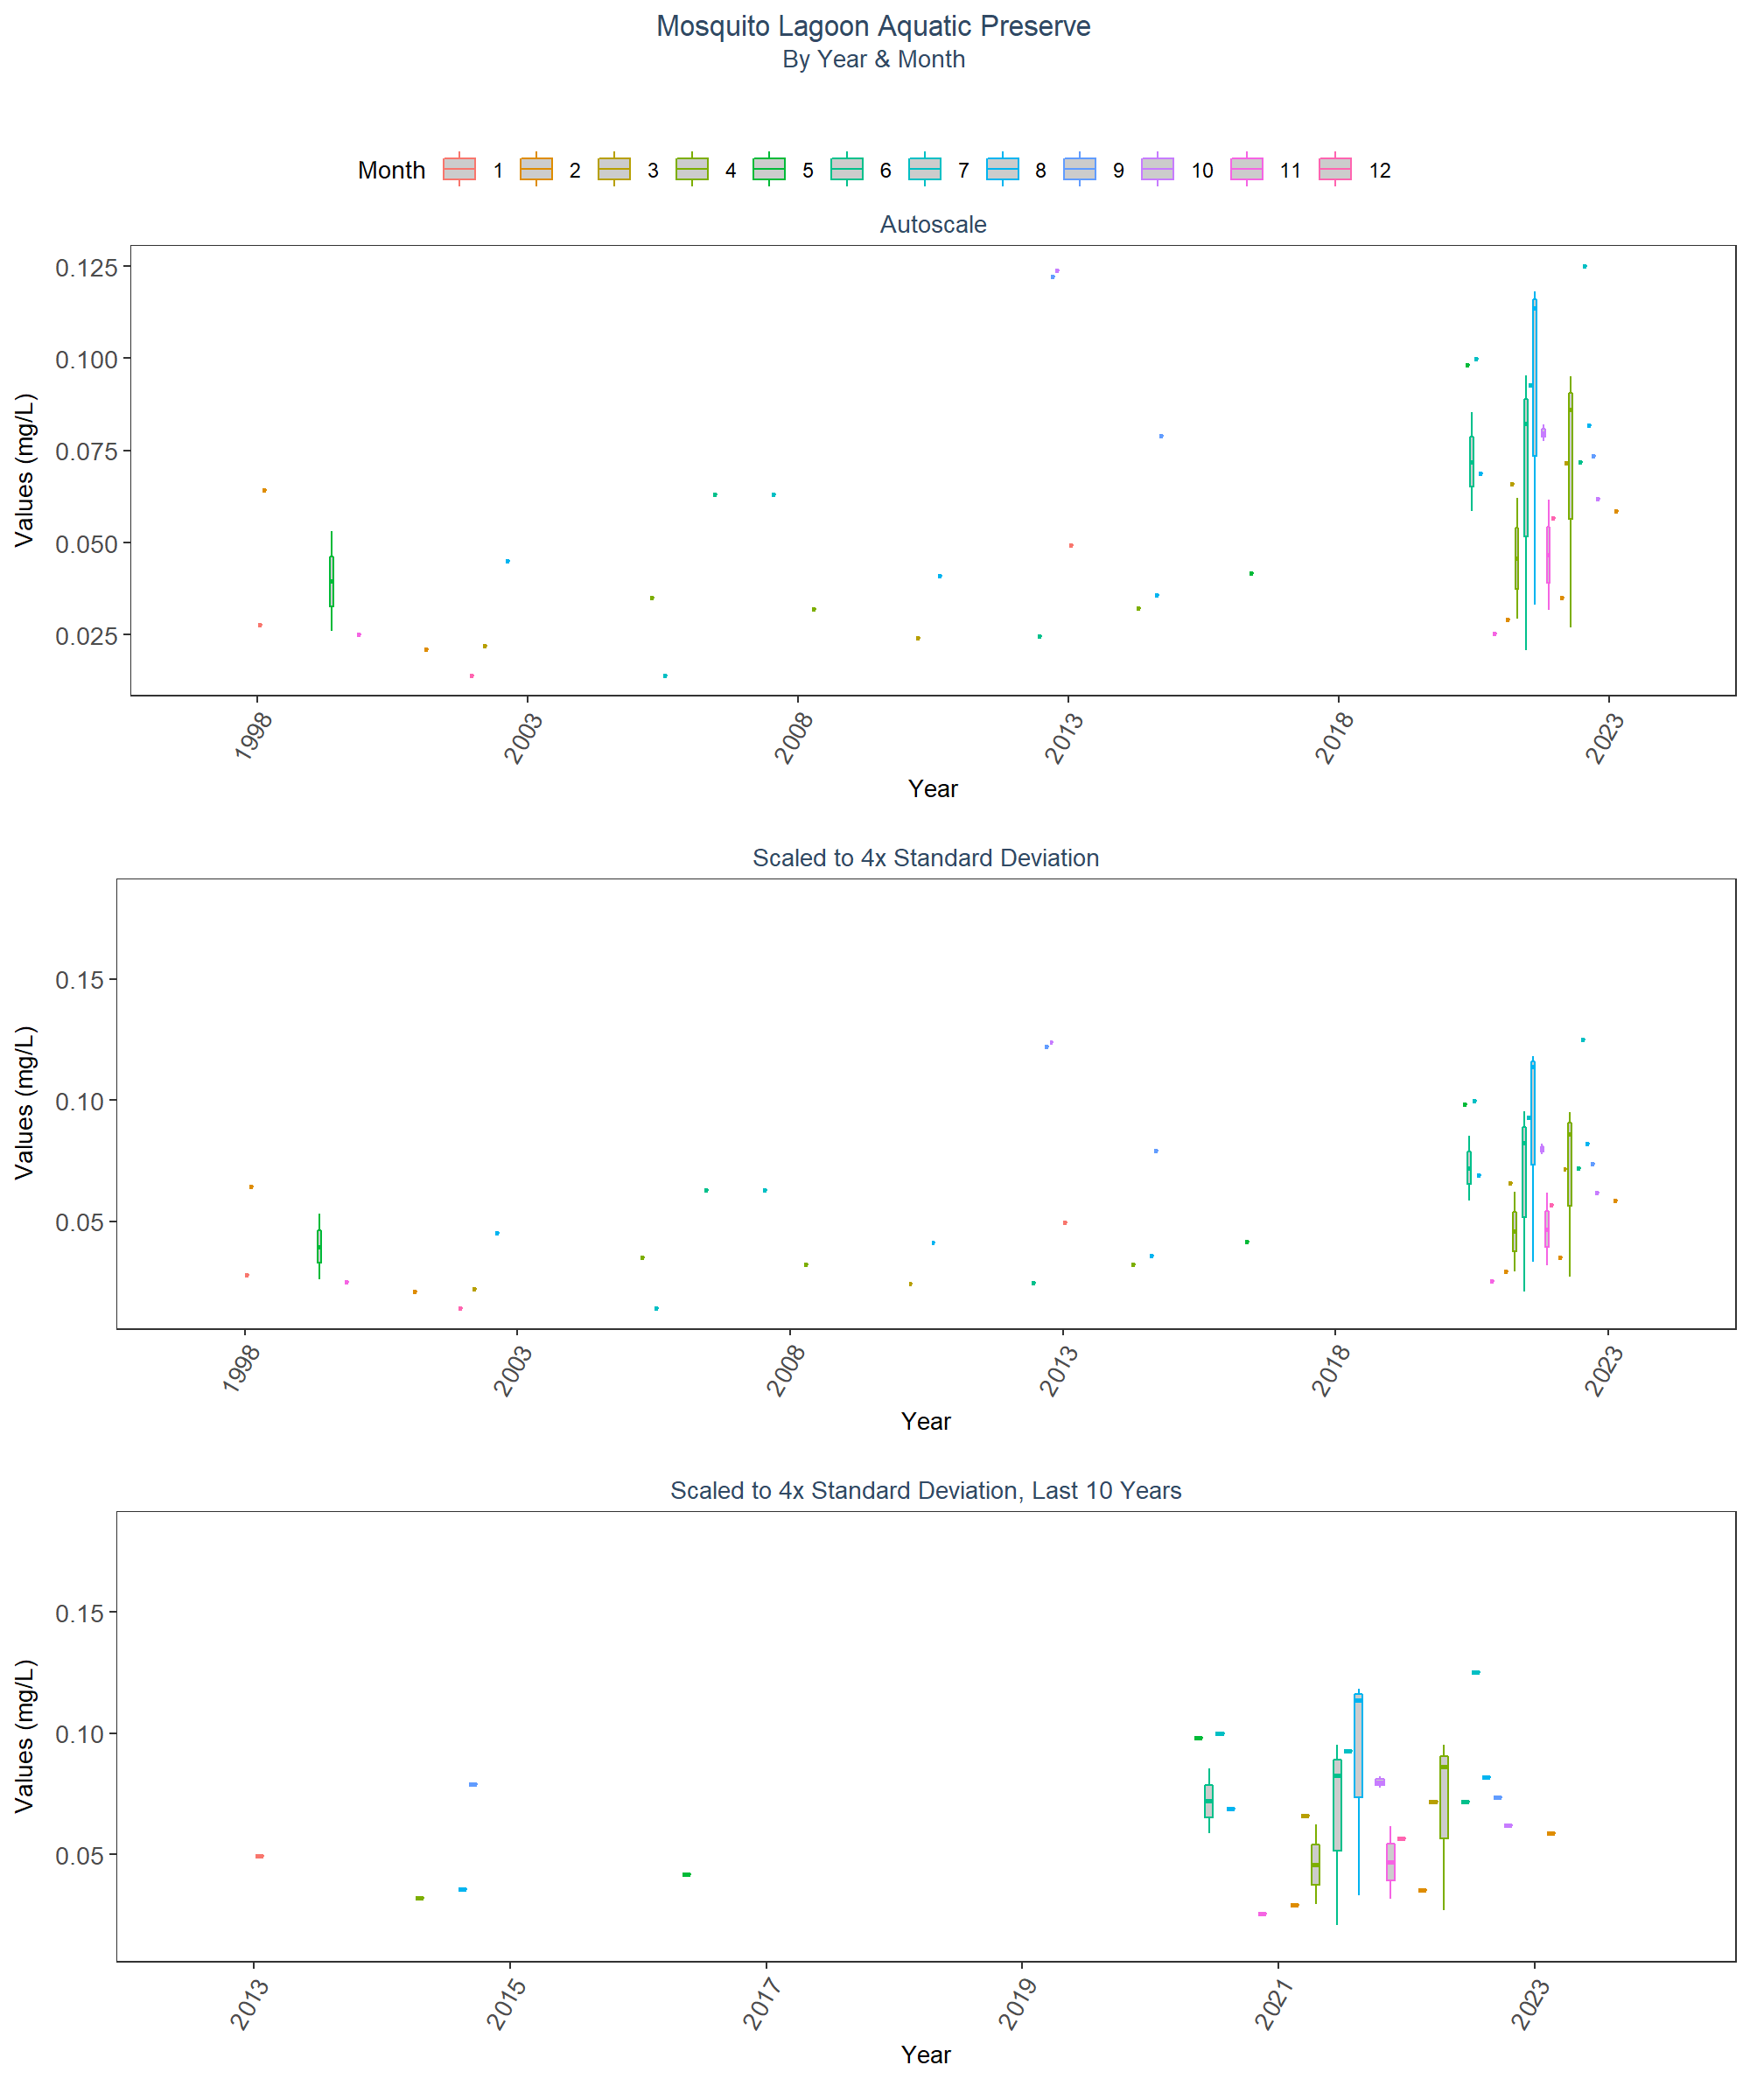 Mosquito Lagoon Aquatic Preserve
By Year & Month
Month 1 2 3 4 5 6 7 8 9 10 11 12
Autoscale
Values (mg/L)
0.125
0.100
0.075
0.050
0.025
1998 2003 2008 2013 2018 2023
Year
Scaled to 4x Standard Deviation
Values (mg/L)
0.15
0.10
0.05
1998 2003 2008 2013 2018 2023
Year
Scaled to 4x Standard Deviation, Last 10 Years
Values (mg/L)
0.15
0.10
0.05
2013 2015 2017 2019 2021 2023
Year